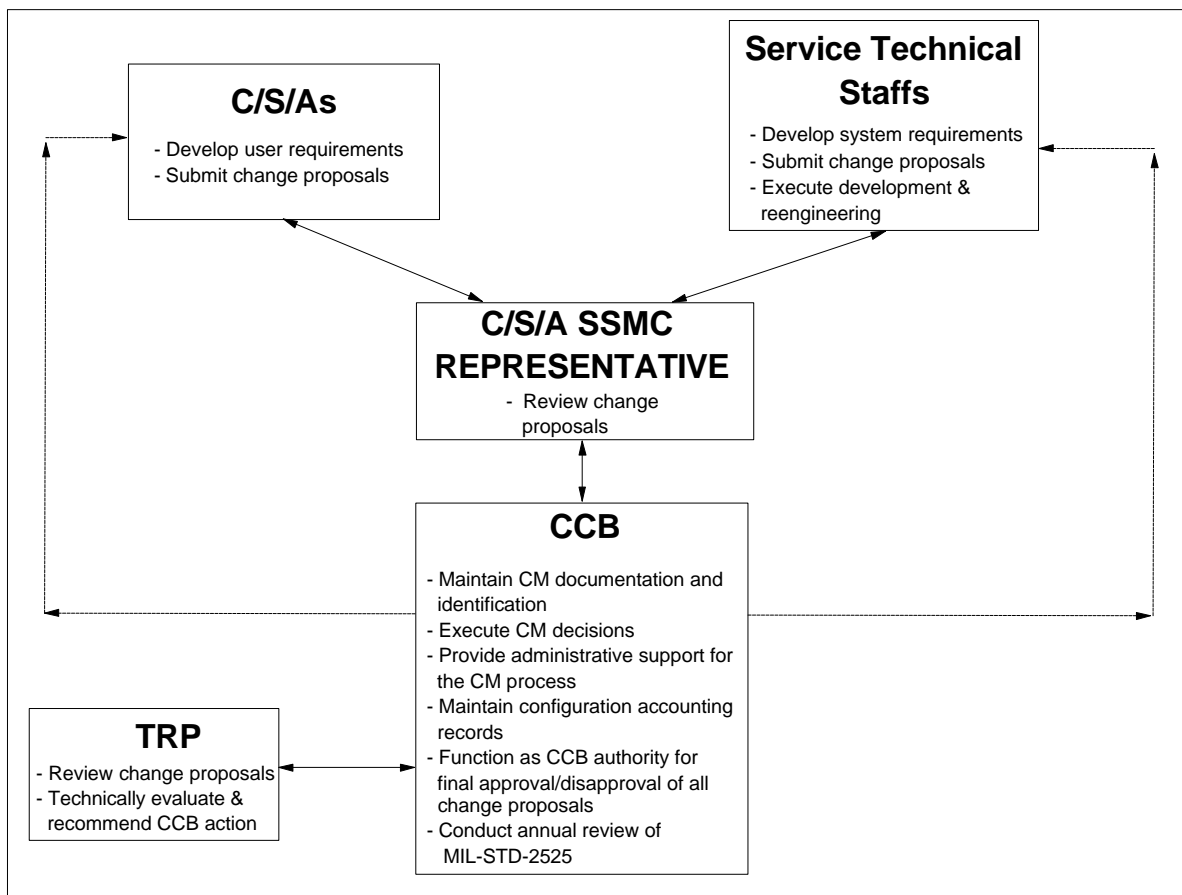 C/S/As
- Develop user requirements
- Submit change proposals
Service Technical
Staffs
- Develop system requirements
- Submit change proposals
- Execute development &
reengineering
C/S/A SSMC
REPRESENTATIVE
- Review change
proposals
CCB
- Maintain CM documentation and
identification
- Execute CM decisions
- Provide administrative support for
the CM process
- Maintain configuration accounting
records
- Function as CCB authority for
final approval/disapproval of all
change proposals
- Conduct annual review of
MIL-STD-2525
TRP
- Review change proposals
- Technically evaluate &
recommend CCB action